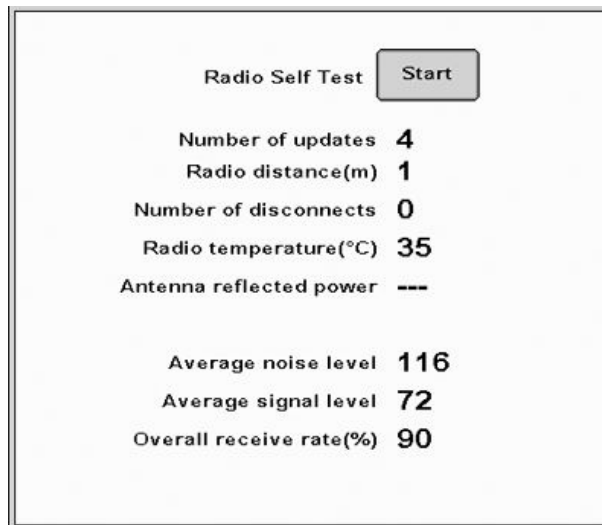 Radio Self Test Start
Number of updates 4
Radio distance(m) 1
Number of disconnects 0
Radio temperature(°C) 35
Antenna reflected power ---
Average noise level 116
Average signal level 72
Overall receive rate(%) 90